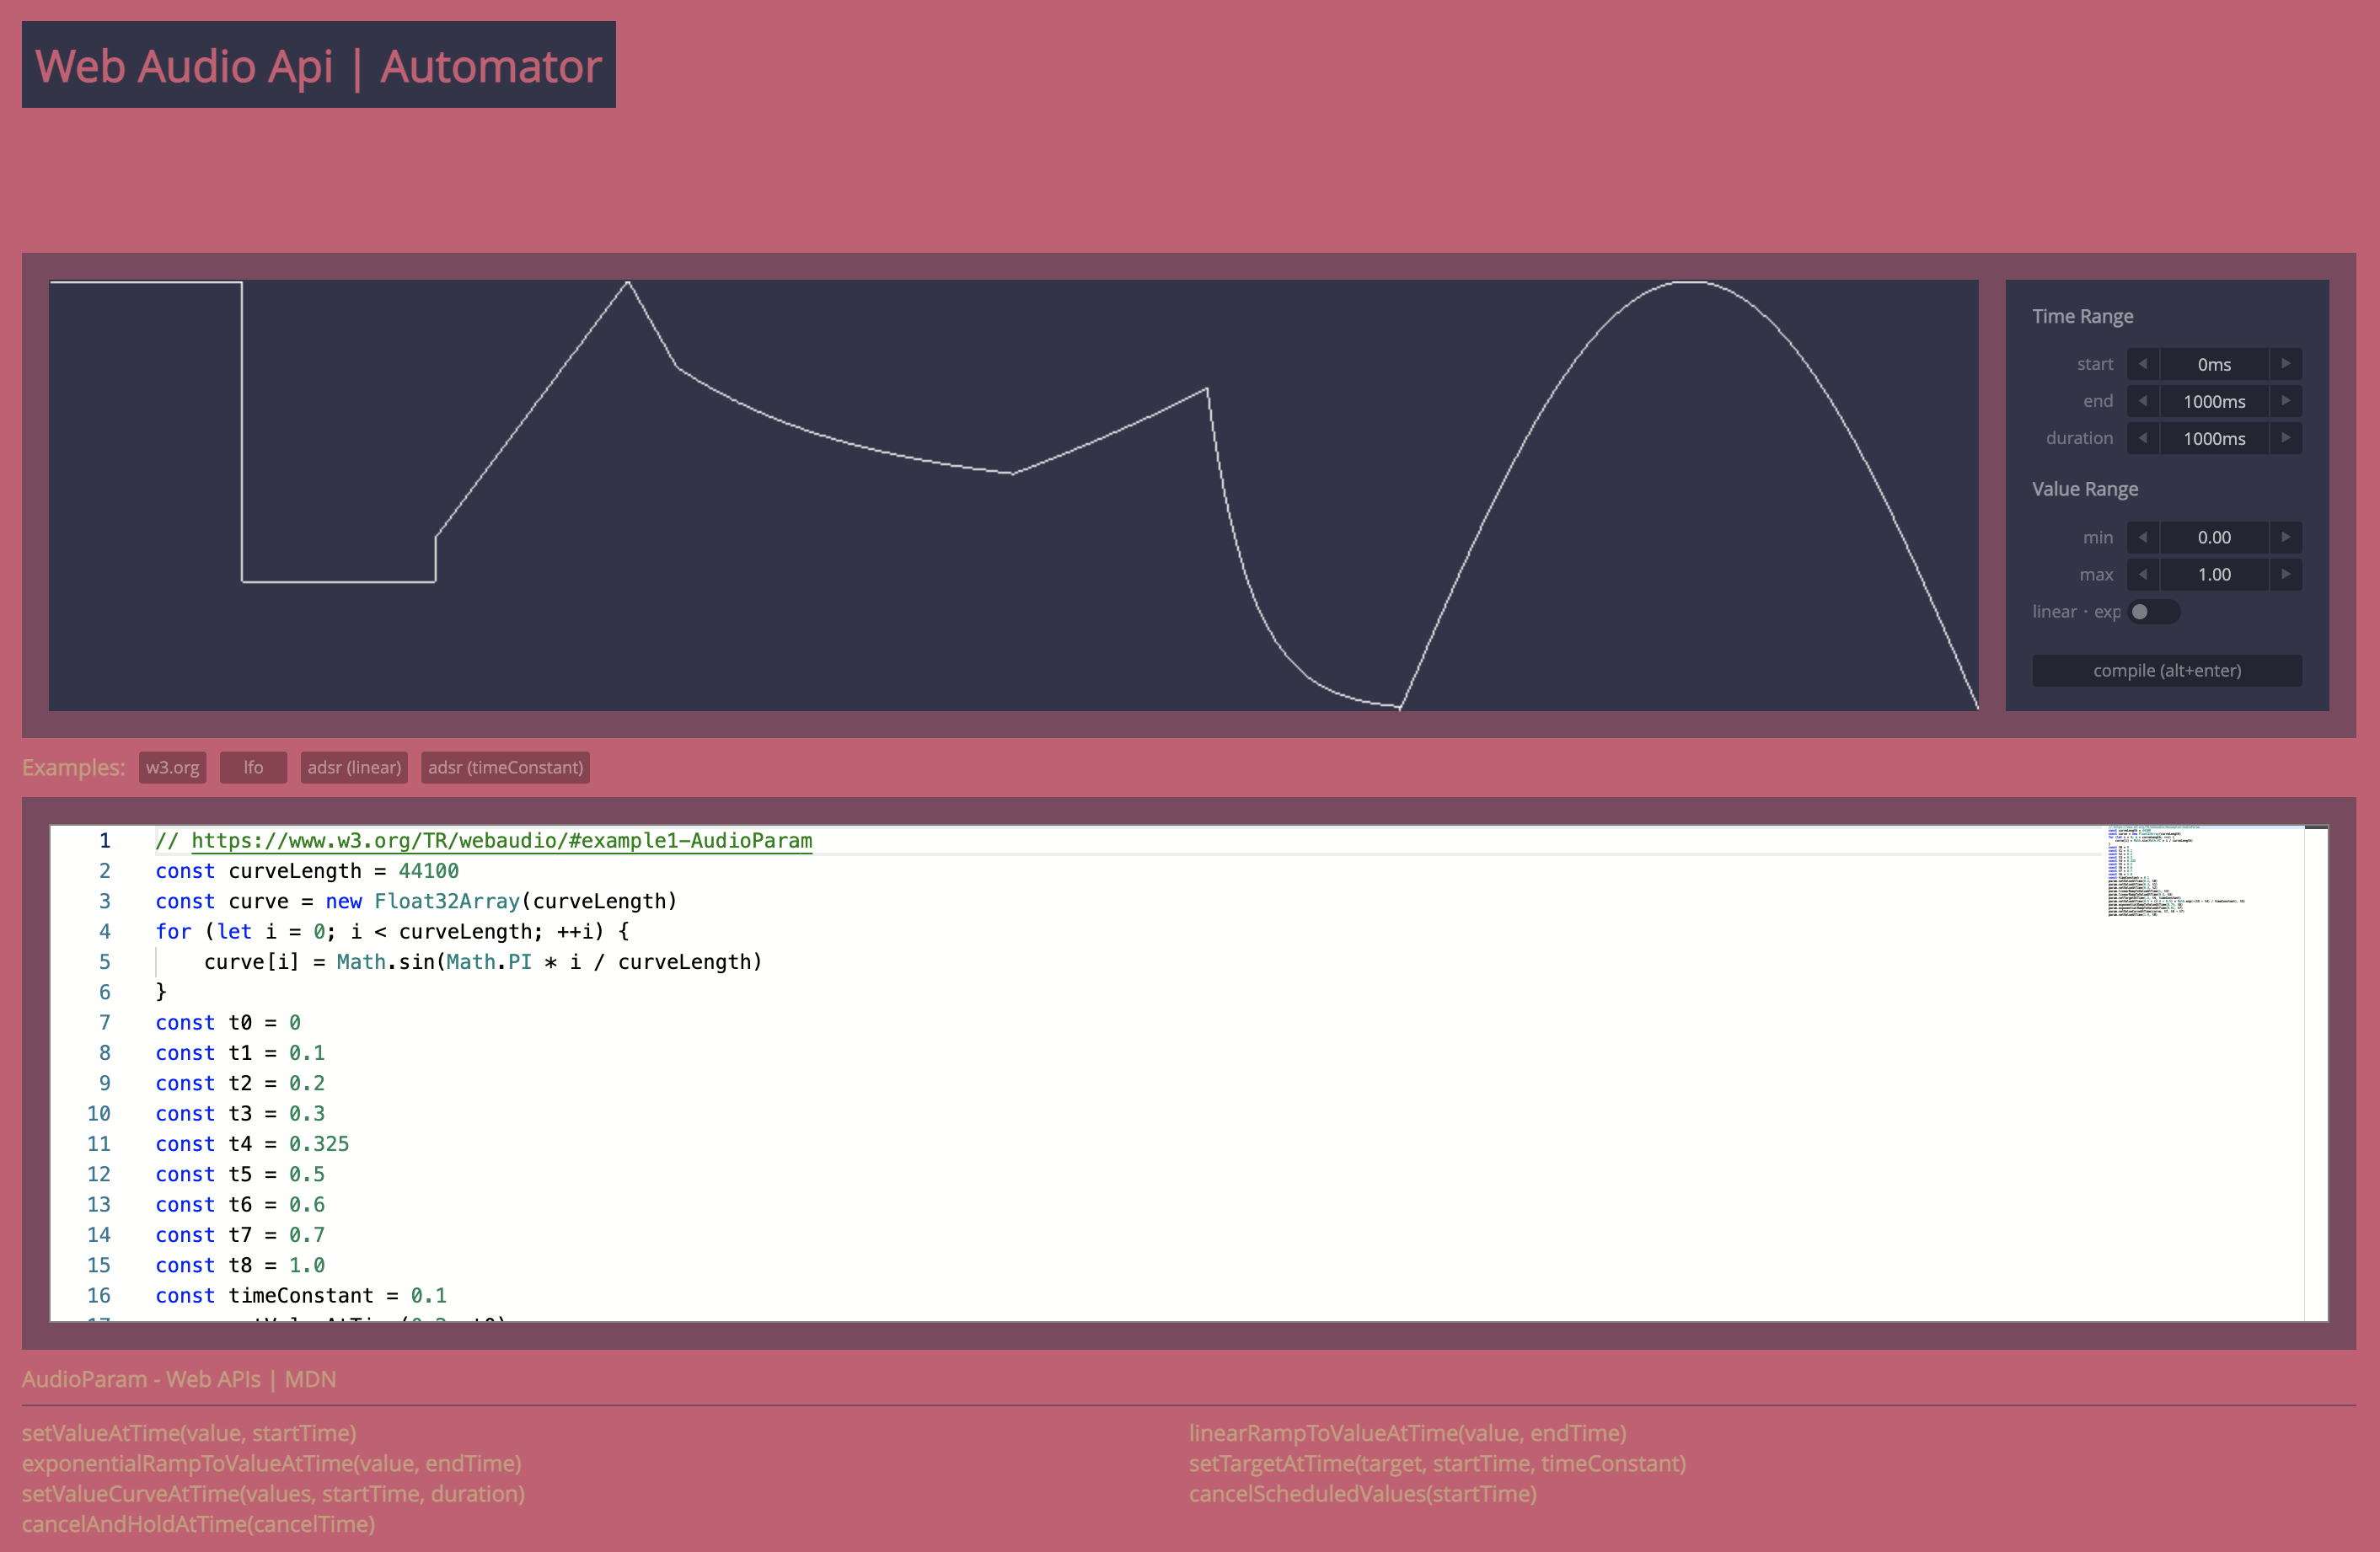 Web Audio Api | Automator
Time Range
start 0ms
end 1000ms
duration 1000ms
Value Range
min 0.00
max 1.00
linear · exp
compile (alt+enter)
Examples: w3.org lfo adsr (linear) adsr (timeConstant)
1 // https://www.w3.org/TR/webaudio/#example1-AudioParam
2 const curveLength = 44100
3 const curve = new Float32Array(curveLength)
4 for (let i = 0; i < curveLength; ++i) {
5 curve[i] = Math.sin(Math.PI * i / curveLength)
6 }
7 const t0 = 0
8 const t1 = 0.1
9 const t2 = 0.2
10 const t3 = 0.3
11 const t4 = 0.325
12 const t5 = 0.5
13 const t6 = 0.6
14 const t7 = 0.7
15 const t8 = 1.0
16 const timeConstant = 0.1
AudioParam - Web APIs | MDN
setValueAtTime(value, startTime)
exponentialRampToValueAtTime(value, endTime)
setValueCurveAtTime(values, startTime, duration)
cancelAndHoldAtTime(cancelTime)
linearRampToValueAtTime(value, endTime)
setTargetAtTime(target, startTime, timeConstant)
cancelScheduledValues(startTime)